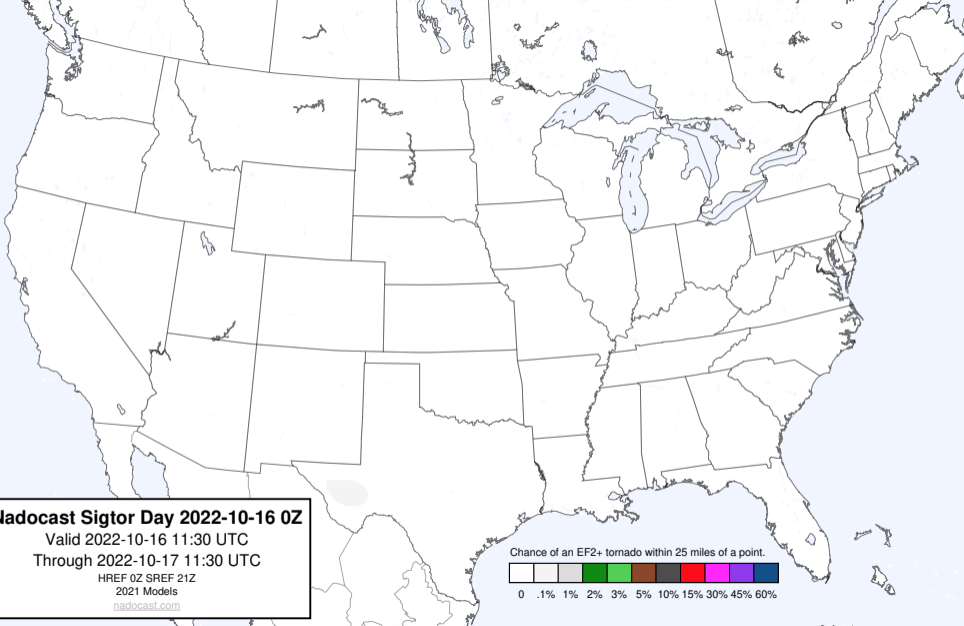 Nadocast Sigtor Day 2022-10-16 0Z
Valid 2022-10-16 11:30 UTC
Through 2022-10-17 11:30 UTC
HREF 0Z SREF 21Z
2021 Models
nadocast.com
Chance of an EF2+ tornado within 25 miles of a point.
0 .1% 1% 2% 3% 5% 10% 15% 30% 45% 60%